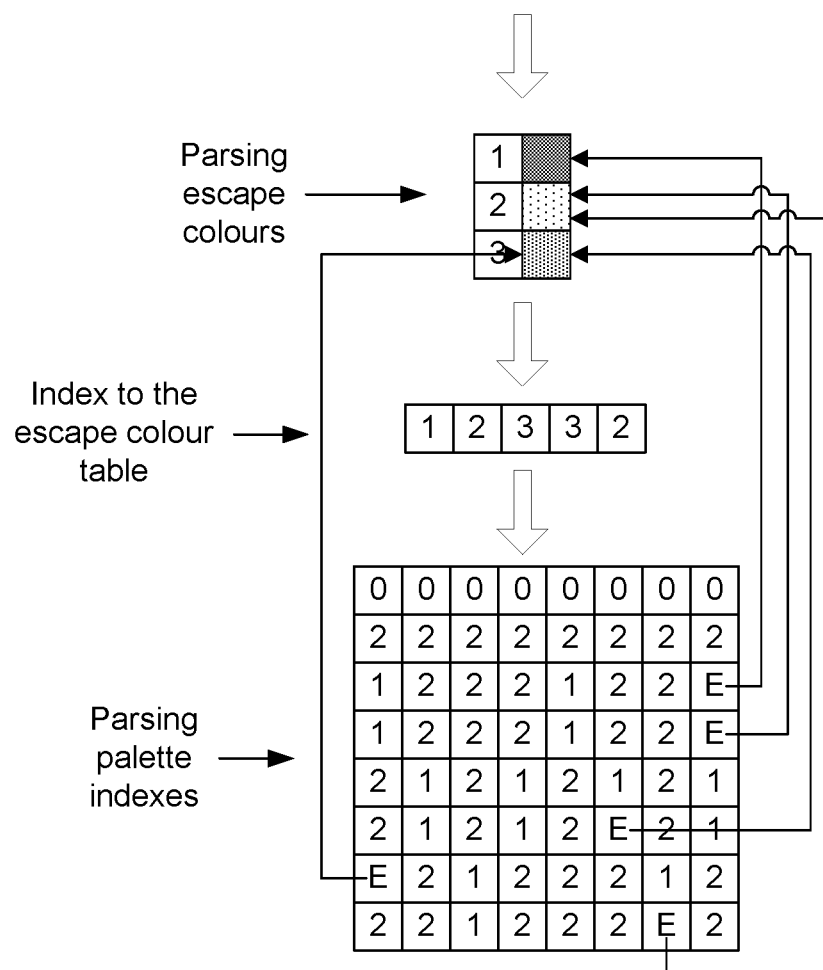 Parsing
escape
colours
1
2
3
Index to the
escape colour
table
1 2 3 3 2
Parsing
palette
indexes
0 0 0 0 0 0 0 0
2 2 2 2 2 2 2 2
1 2 2 2 1 2 2 E
1 2 2 2 1 2 2 E
2 1 2 1 2 1 2 1
2 1 2 1 2 E 2 1
E 2 1 2 2 2 1 2
2 2 1 2 2 2 E 2